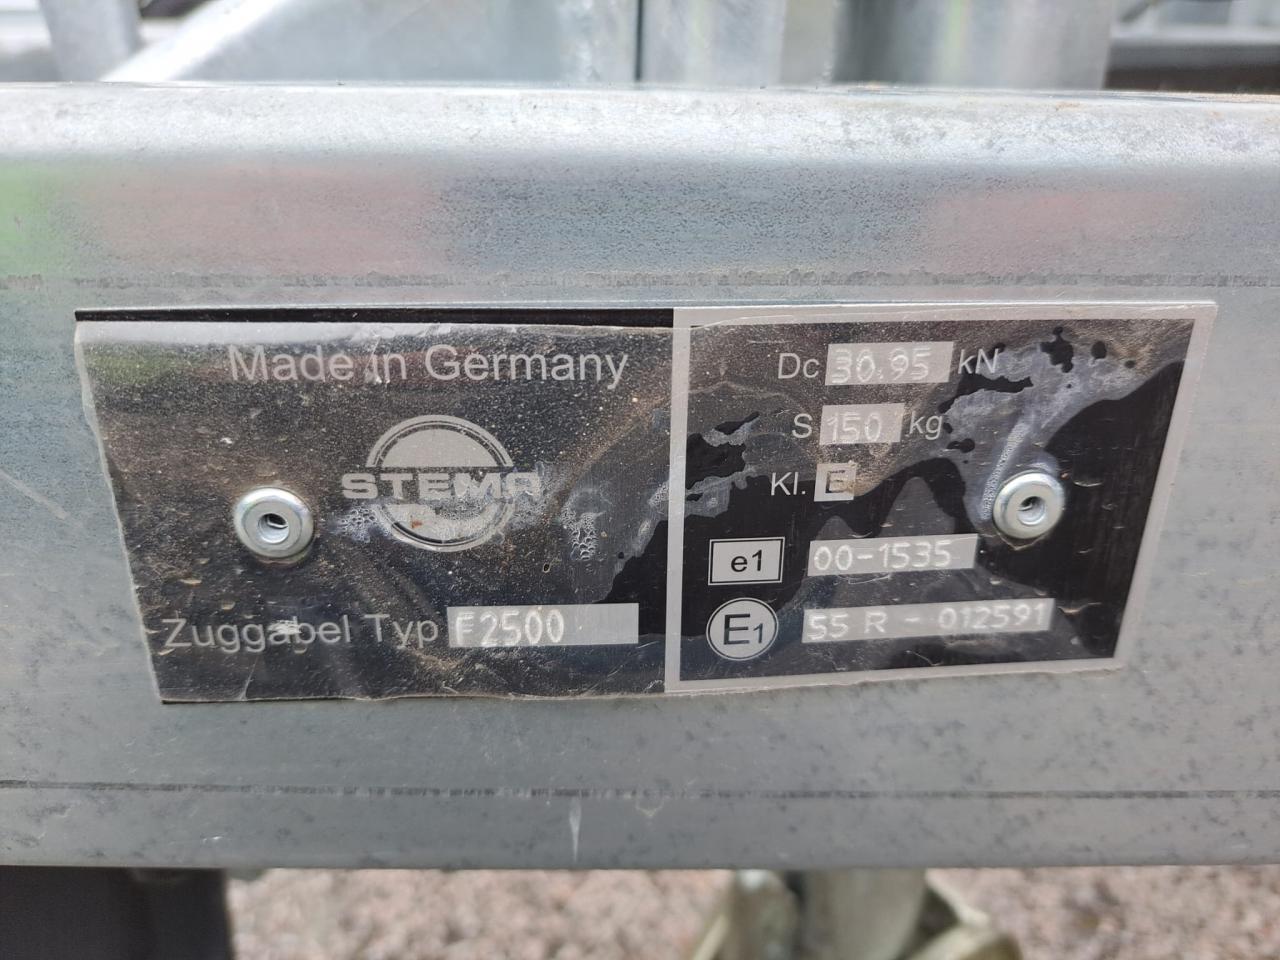 Made in Germany
STEMA
Zuggabel Typ F2500
Dc 30.95 kN
S 150 kg
Kl. E
e1 00-1535
E1 55 R - 012591